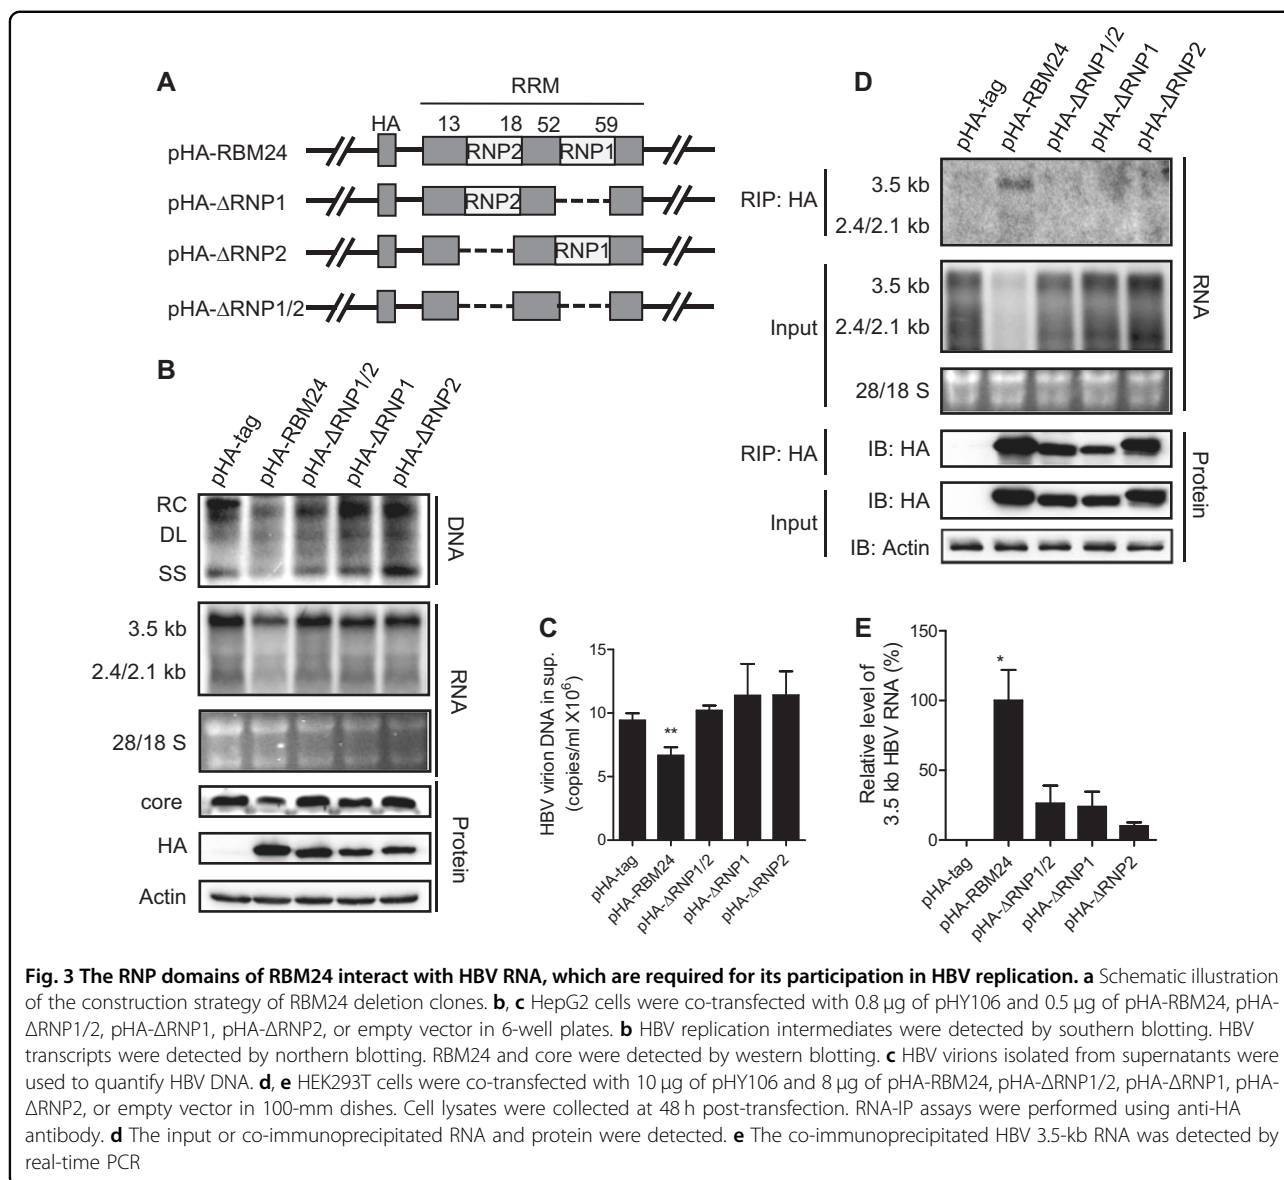 A
RRM
HA 13 18 52 59
pHA-RBM24 RNP2 RNP1
pHA-ΔRNP1 RNP2
pHA-ΔRNP2 RNP1
pHA-ΔRNP1/2
B
pHA-tag
pHA-RBM24
pHA-ΔRNP1/2
pHA-ΔRNP1
pHA-ΔRNP2
RC
DL
SS
DNA
3.5 kb
2.4/2.1 kb
28/18 S
RNA
core
HA
Actin
Protein
C
HBV virion DNA in sup.
(copies/ml X10⁶)
15
10
5
0
**
pHA-tag
pHA-RBM24
pHA-ΔRNP1/2
pHA-ΔRNP1
pHA-ΔRNP2
D
pHA-tag
pHA-RBM24
pHA-ΔRNP1/2
pHA-ΔRNP1
pHA-ΔRNP2
RIP: HA
3.5 kb
2.4/2.1 kb
Input
3.5 kb
2.4/2.1 kb
28/18 S
RNA
RIP: HA IB: HA
Input
IB: HA
IB: Actin
Protein
E
Relative level of
3.5 kb HBV RNA (%)
150
100
50
0
*
pHA-tag
pHA-RBM24
pHA-ΔRNP1/2
pHA-ΔRNP1
pHA-ΔRNP2
Fig. 3 The RNP domains of RBM24 interact with HBV RNA, which are required for its participation in HBV replication. a Schematic illustration
of the construction strategy of RBM24 deletion clones. b, c HepG2 cells were co-transfected with 0.8 µg of pHY106 and 0.5 µg of pHA-RBM24, pHA-
ΔRNP1/2, pHA-ΔRNP1, pHA-ΔRNP2, or empty vector in 6-well plates. b HBV replication intermediates were detected by southern blotting. HBV
transcripts were detected by northern blotting. RBM24 and core were detected by western blotting. c HBV virions isolated from supernatants were
used to quantify HBV DNA. d, e HEK293T cells were co-transfected with 10 µg of pHY106 and 8 µg of pHA-RBM24, pHA-ΔRNP1/2, pHA-ΔRNP1, pHA-
ΔRNP2, or empty vector in 100-mm dishes. Cell lysates were collected at 48 h post-transfection. RNA-IP assays were performed using anti-HA
antibody. d The input or co-immunoprecipitated RNA and protein were detected. e The co-immunoprecipitated HBV 3.5-kb RNA was detected by
real-time PCR